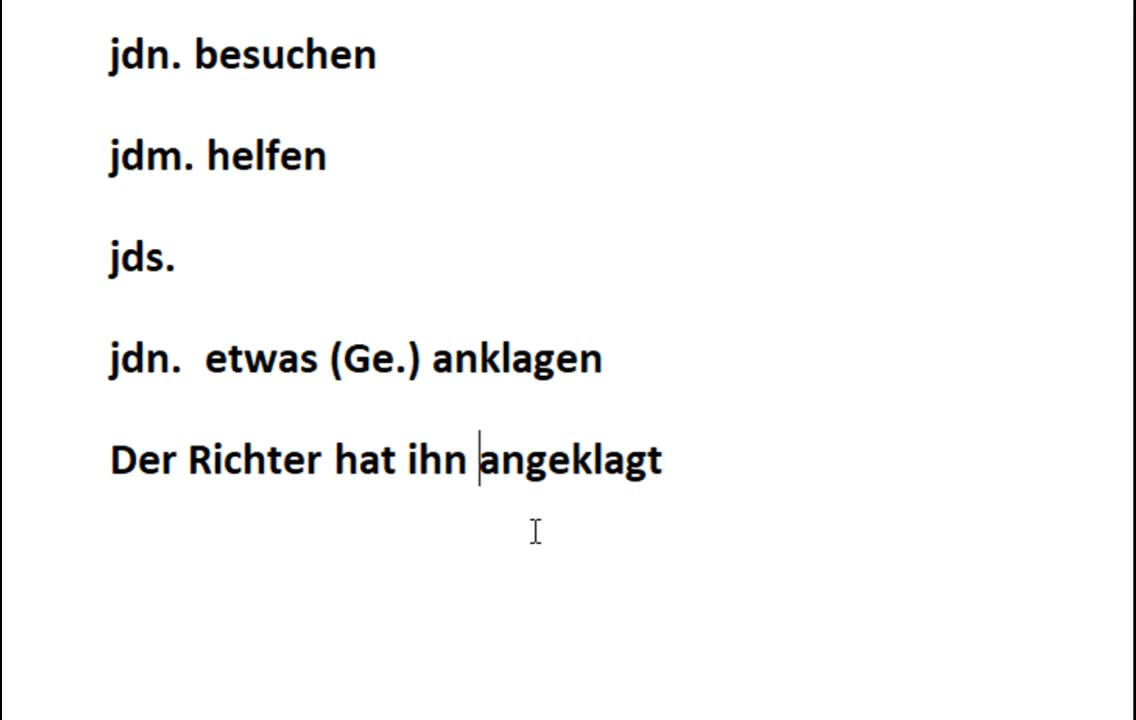 jdn. besuchen
jdm. helfen
jds.
jdn.  etwas (Ge.) anklagen
Der Richter hat ihn angeklagt